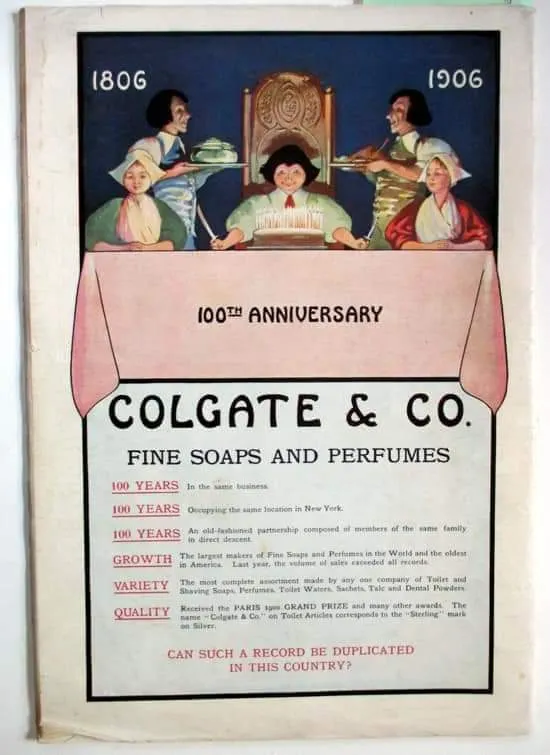 1806
1906
100TH ANNIVERSARY
COLGATE & CO.
FINE SOAPS AND PERFUMES
100 YEARS In the same business.
100 YEARS Occupying the same location in New York.
100 YEARS An old-fashioned partnership composed of members of the same family
in direct descent.
GROWTH The largest makers of Fine Soaps and Perfumes in the World and the oldest
in America. Last year, the volume of sales exceeded all records.
VARIETY The most complete assortment made by any one company of Toilet and
Shaving Soaps, Perfumes, Toilet Waters, Sachets, Talc and Dental Powders.
QUALITY Received the PARIS 1900 GRAND PRIZE and many other awards. The
name "Colgate & Co." on Toilet Articles corresponds to the "Sterling" mark
on Silver.
CAN SUCH A RECORD BE DUPLICATED
IN THIS COUNTRY?